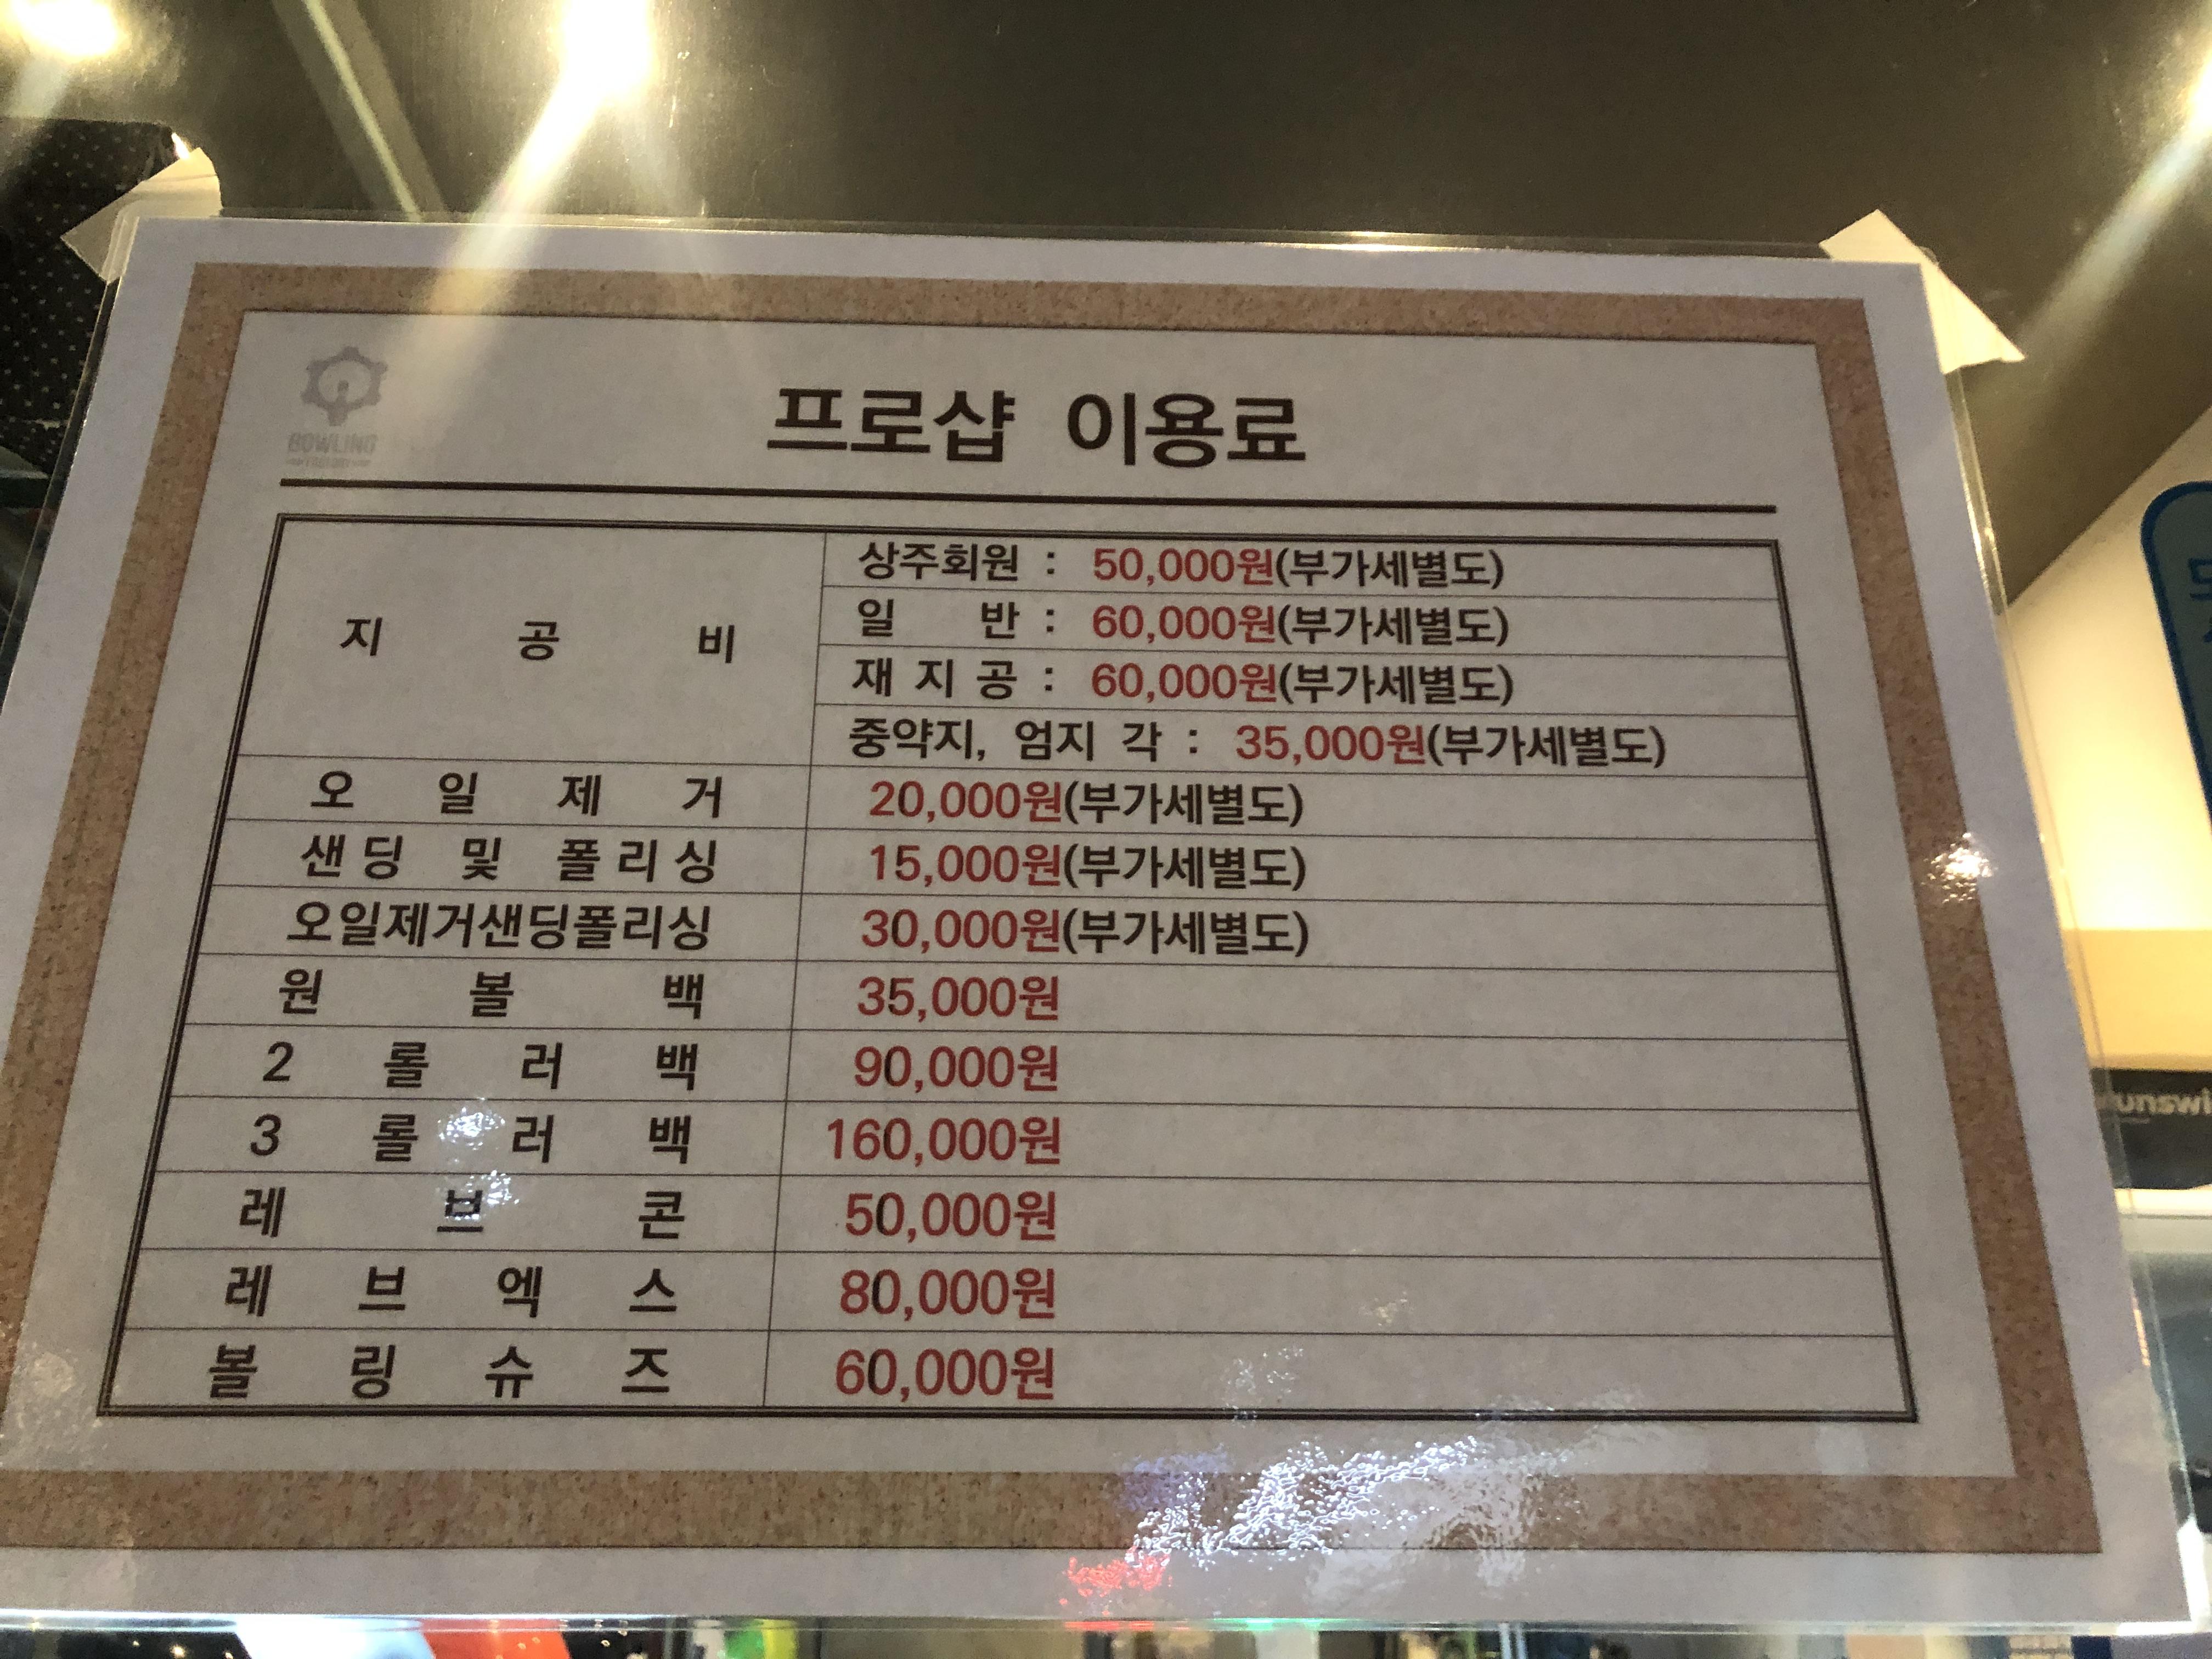 BOWLING
프로샵 이용료
지 공 비
상주회원 : 50,000원(부가세별도)
일 반 : 60,000원(부가세별도)
재 지 공 : 60,000원(부가세별도)
중약지, 엄지 각 : 35,000원(부가세별도)
오 일 제 거 20,000원(부가세별도)
샌딩 및 폴리싱 15,000원(부가세별도)
오일제거샌딩폴리싱 30,000원(부가세별도)
원 볼 백 35,000원
2 롤 러 백 90,000원
3 롤 러 백 160,000원
레 브 콘 50,000원
레 브 엑 스 80,000원
볼 링 슈 즈 60,000원